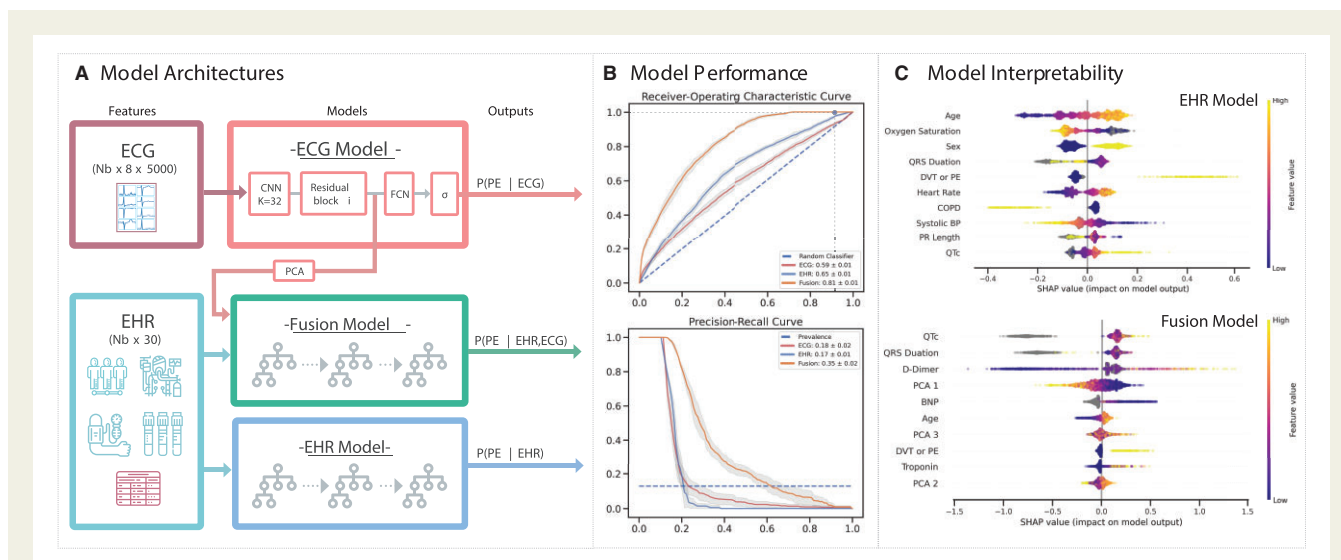 A Model Architectures
Features
Models
Outputs
ECG
(Nb x 8 x 5000)
-ECG Model -
CNN
K=32
Residual
block i
FCN
σ
P(PE | ECG)
PCA
EHR
(Nb x 30)
-Fusion Model -
P(PE | EHR,ECG)
-EHR Model-
P(PE | EHR)
B Model Performance
Receiver-Operating Characteristic Curve
1.0
0.8
0.6
0.4
0.2
0.0
0.0 0.2 0.4 0.6 0.8 1.0
Random Classifier
ECG: 0.59 ± 0.01
EHR: 0.65 ± 0.01
Fusion: 0.81 ± 0.01
Precision-Recall Curve
1.0
0.8
0.6
0.4
0.2
0.0
0.0 0.2 0.4 0.6 0.8 1.0
Prevalence
ECG: 0.18 ± 0.02
EHR: 0.17 ± 0.01
Fusion: 0.35 ± 0.02
C Model Interpretability
EHR Model
Age
Oxygen Saturation
Sex
QRS Duation
DVT or PE
Heart Rate
COPD
Systolic BP
PR Length
QTc
−0.4 −0.2 0.0 0.2 0.4 0.6
SHAP value (impact on model output)
High
Feature value
Low
Fusion Model
QTc
QRS Duation
D-Dimer
PCA 1
BNP
Age
PCA 3
DVT or PE
Troponin
PCA 2
−1.5 −1.0 −0.5 0.0 0.5 1.0 1.5
SHAP value (impact on model output)
High
Feature value
Low